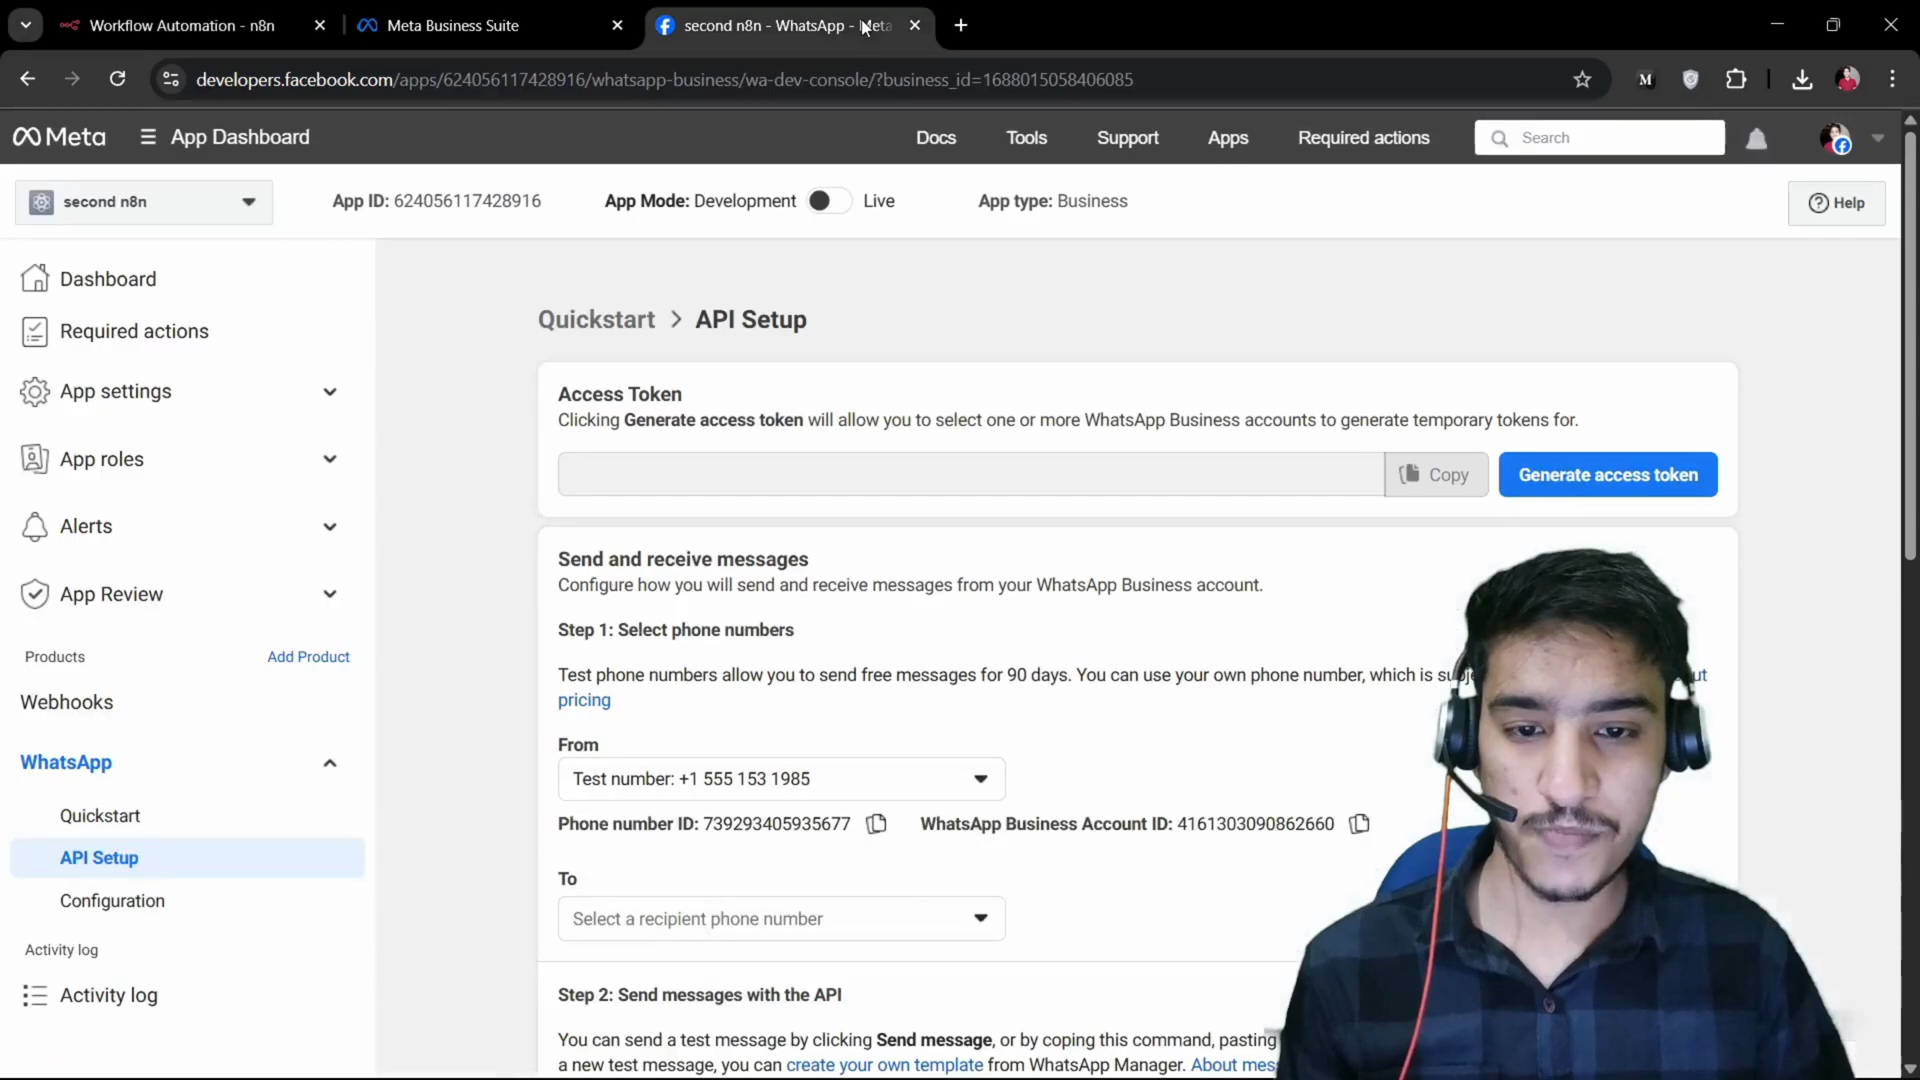 Workflow Automation - n8n
Meta Business Suite
second n8n - WhatsApp - Meta
developers.facebook.com/apps/624056117428916/whatsapp-business/wa-dev-console/?business_id=1688015058406085
M
Meta
App Dashboard
Docs
Tools
Support
Apps
Required actions
Search
second n8n
App ID: 624056117428916
App Mode: Development
Live
App type: Business
Help
Dashboard
Required actions
App settings
App roles
Alerts
App Review
Products
Add Product
Webhooks
WhatsApp
Quickstart
API Setup
Configuration
Activity log
Activity log
Quickstart > API Setup
Access Token
Clicking Generate access token will allow you to select one or more WhatsApp Business accounts to generate temporary tokens for.
Copy
Generate access token
Send and receive messages
Configure how you will send and receive messages from your WhatsApp Business account.
Step 1: Select phone numbers
Test phone numbers allow you to send free messages for 90 days. You can use your own phone number, which is
pricing
From
Test number: +1 555 153 1985
Phone number ID: 739293405935677
WhatsApp Business Account ID: 4161303090862660
To
Select a recipient phone number
Step 2: Send messages with the API
You can send a test message by clicking Send message, or by coping this command, pasting
a new test message, you can create your own template from WhatsApp Manager. About